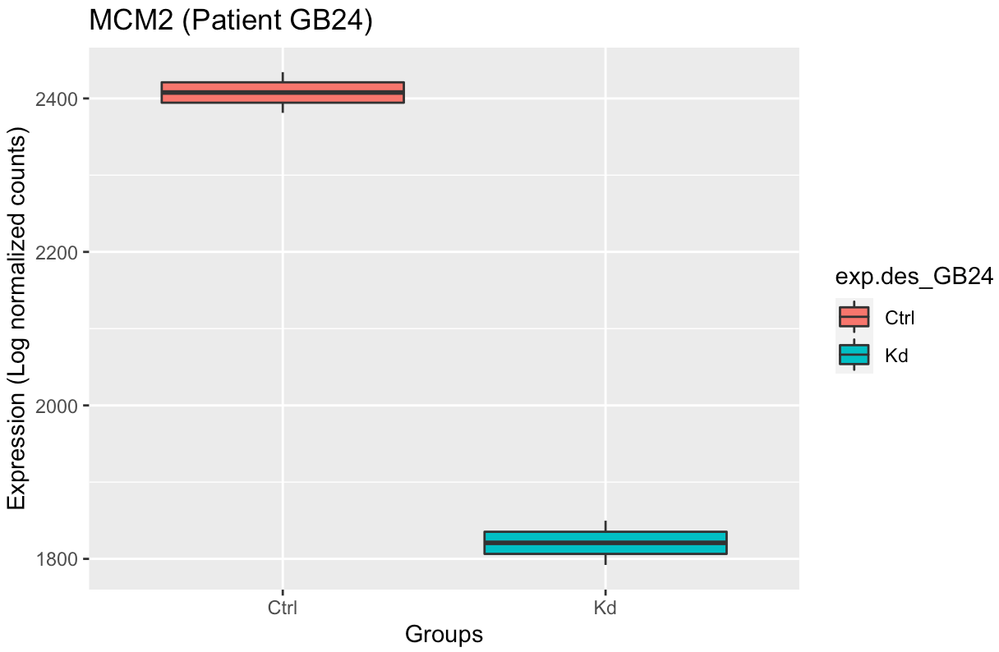 MCM2 (Patient GB24)
Expression (Log normalized counts)
2400
2200
2000
1800
Ctrl
Kd
Groups
exp.des_GB24
Ctrl
Kd